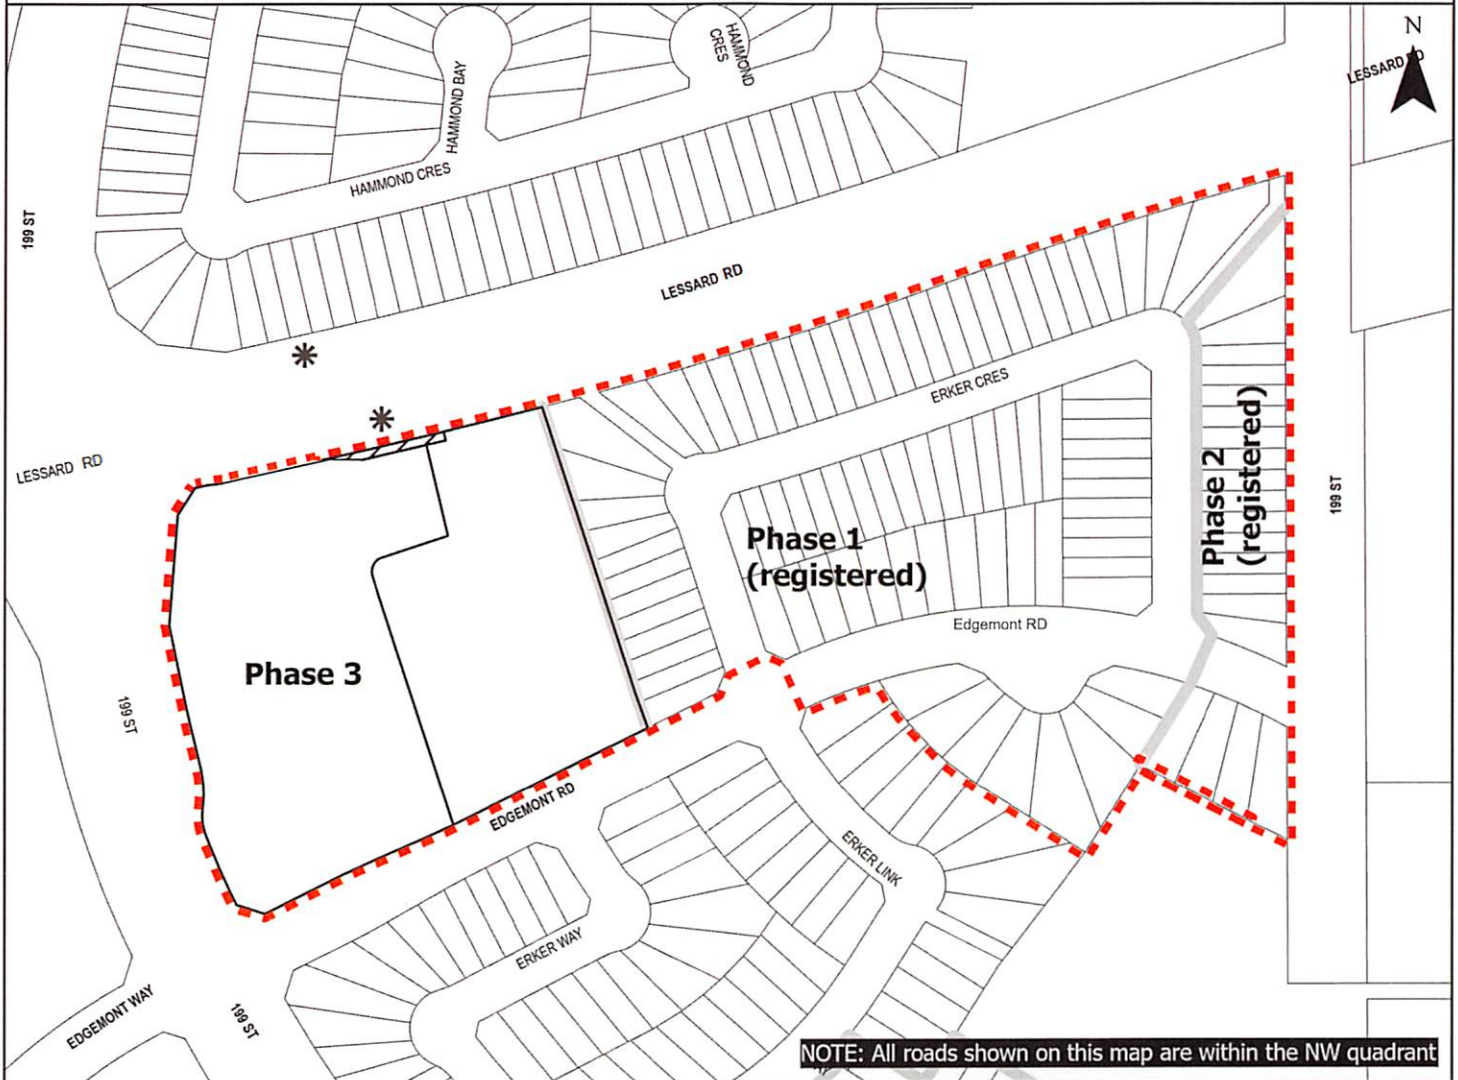 N
LESSARD RD
HAMMOND
CRES
HAMMOND BAY
HAMMOND CRES
199 ST
LESSARD RD
ERKER CRES
LESSARD RD
Phase 2
(registered)
199 ST
Phase 1
(registered)
Edgemont RD
Phase 3
199 ST
EDGEMONT RD
ERKER LINK
ERKER WAY
EDGEMONT WAY
199 ST
NOTE: All roads shown on this map are within the NW quadrant